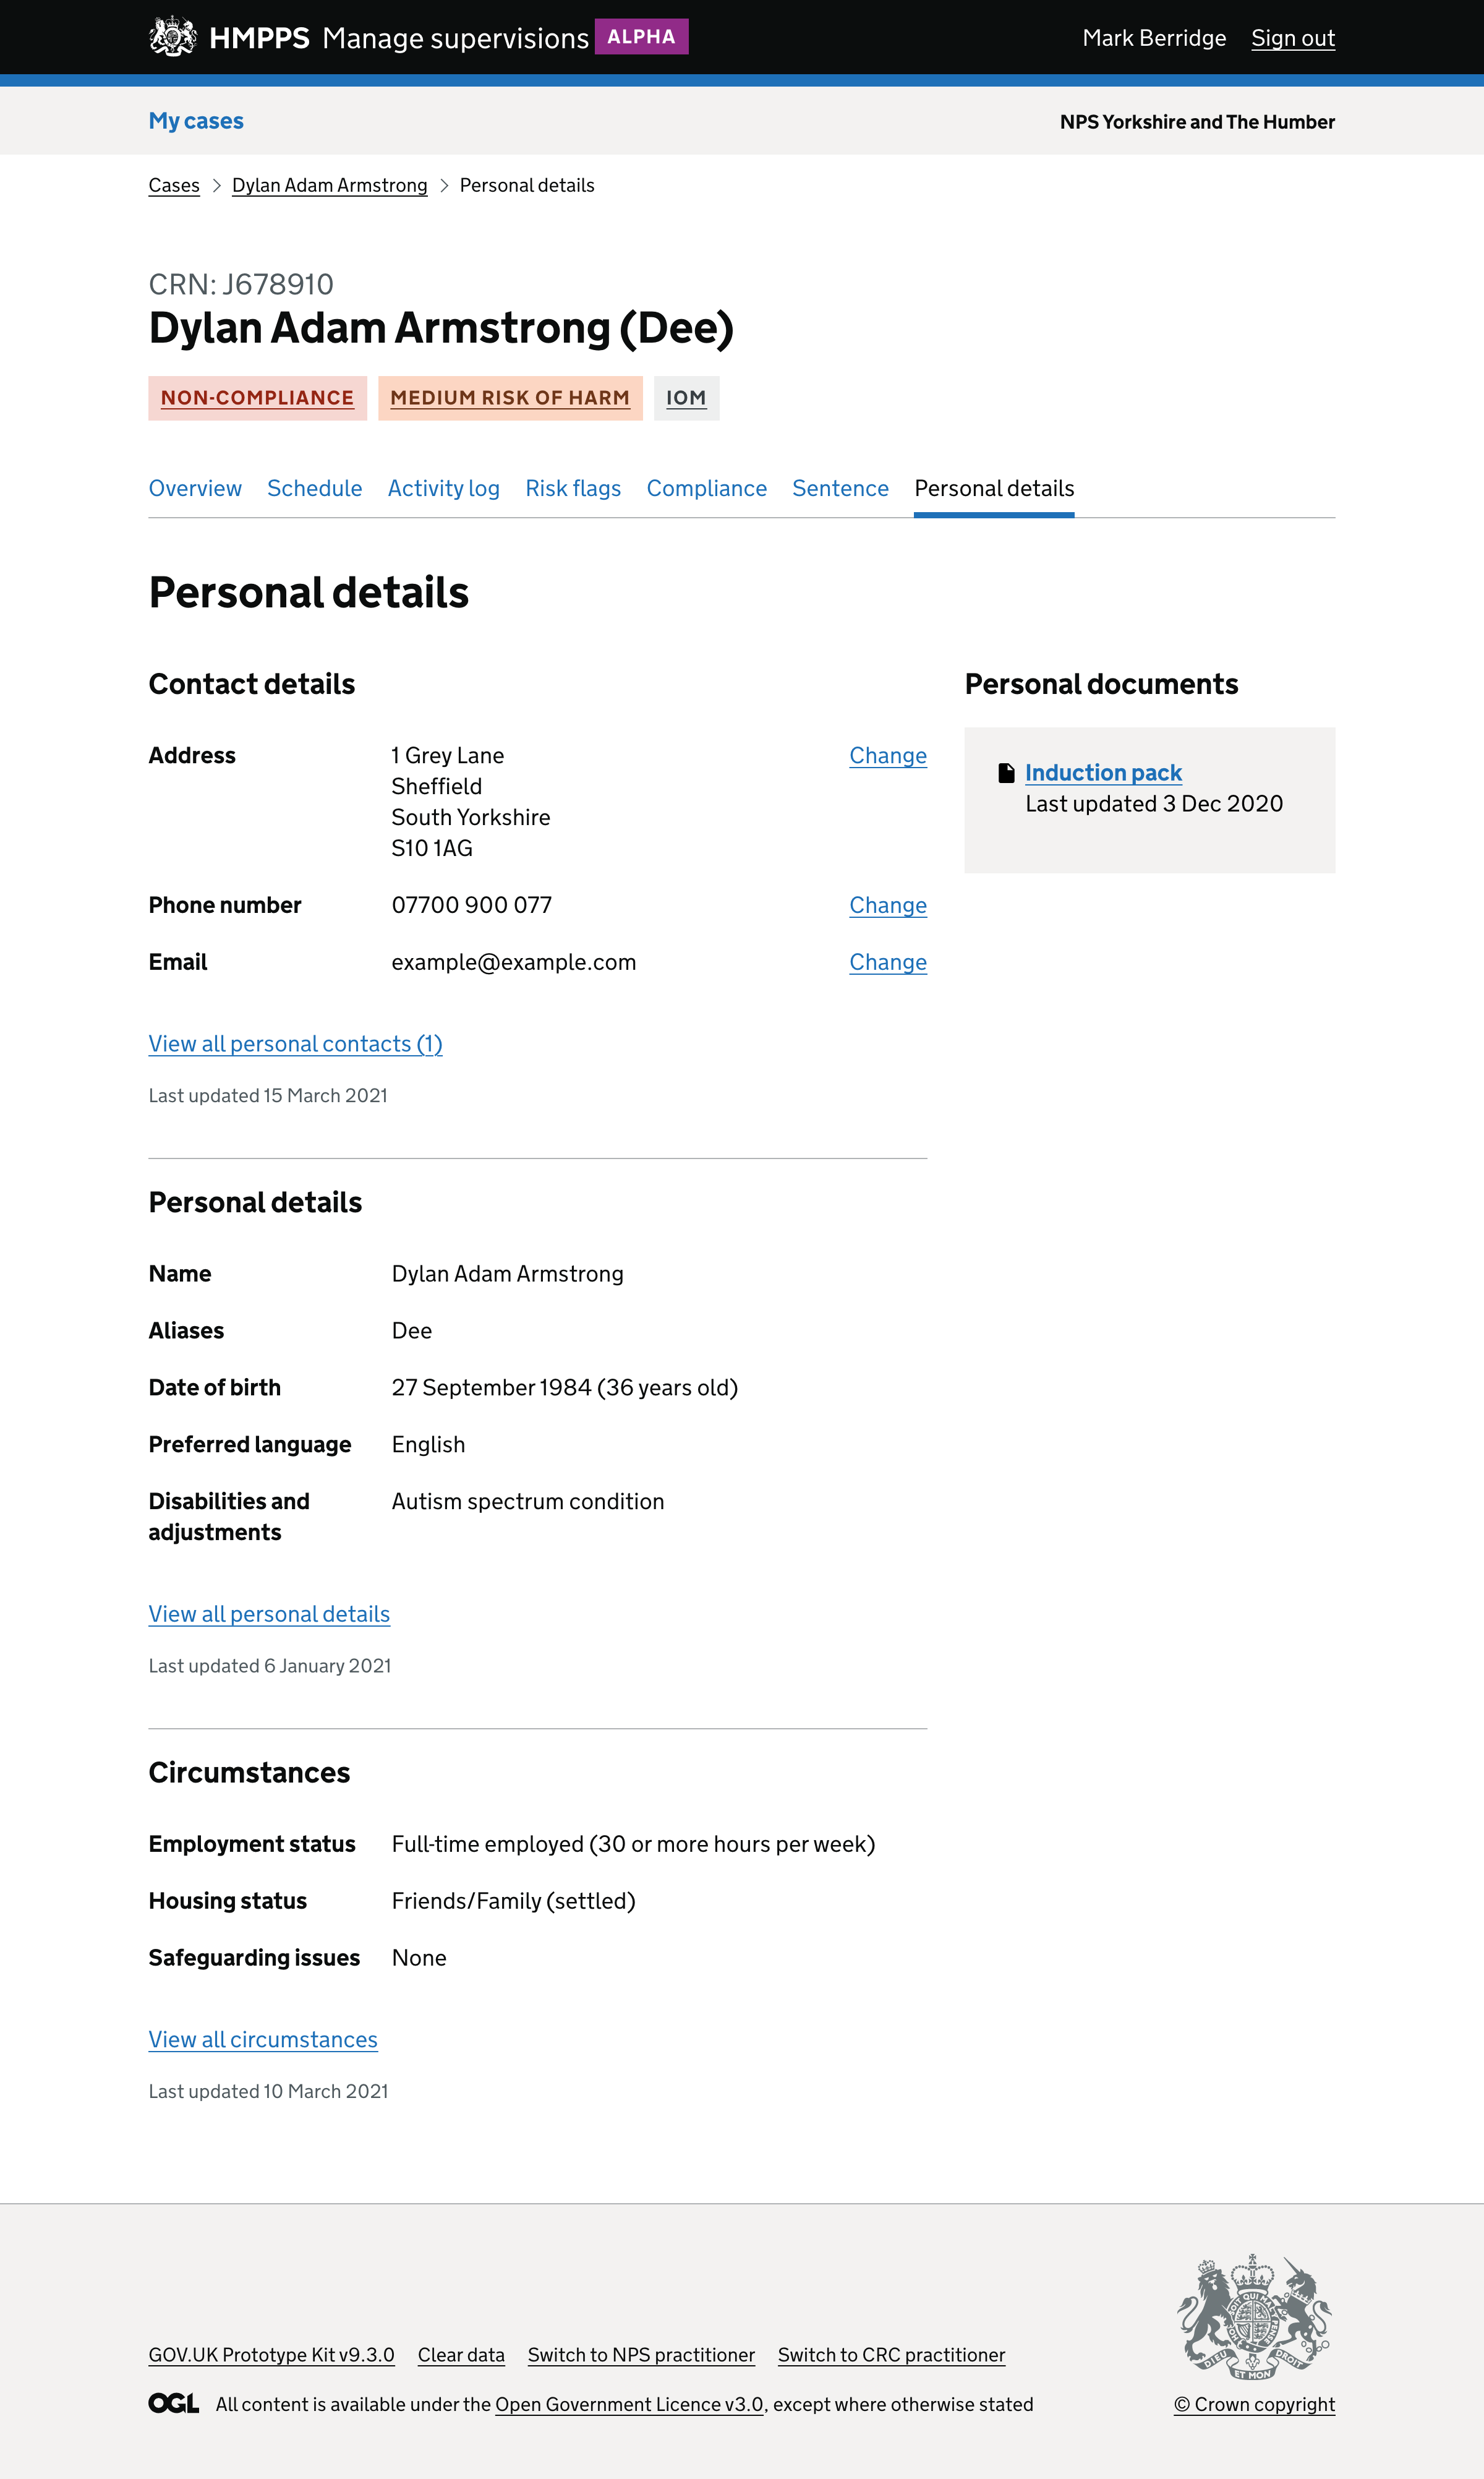 HMPPS Manage supervisions ALPHA
Mark Berridge Sign out
My cases
NPS Yorkshire and The Humber
Cases > Dylan Adam Armstrong > Personal details
CRN: J678910
Dylan Adam Armstrong (Dee)
NON-COMPLIANCE MEDIUM RISK OF HARM IOM
Overview Schedule Activity log Risk flags Compliance Sentence Personal details
Personal details
Contact details
Address 1 Grey Lane Change
Sheffield
South Yorkshire
S10 1AG
Phone number 07700 900 077 Change
Email example@example.com Change
View all personal contacts (1)
Last updated 15 March 2021
Personal documents
Induction pack
Last updated 3 Dec 2020
Personal details
Name Dylan Adam Armstrong
Aliases Dee
Date of birth 27 September 1984 (36 years old)
Preferred language English
Disabilities and Autism spectrum condition
adjustments
View all personal details
Last updated 6 January 2021
Circumstances
Employment status Full-time employed (30 or more hours per week)
Housing status Friends/Family (settled)
Safeguarding issues None
View all circumstances
Last updated 10 March 2021
GOV.UK Prototype Kit v9.3.0 Clear data Switch to NPS practitioner Switch to CRC practitioner
OGL All content is available under the Open Government Licence v3.0, except where otherwise stated
DIEU ET MON DROIT
© Crown copyright